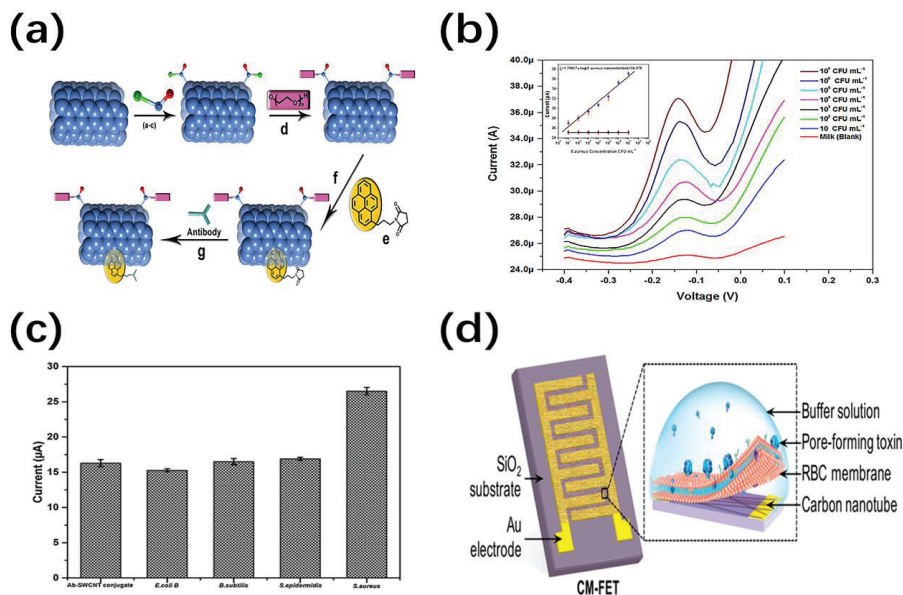 (a)
(a-c)
d
f
e
Antibody
g
(b)
Current (A)
40.0µ
38.0µ
36.0µ
34.0µ
32.0µ
30.0µ
28.0µ
26.0µ
24.0µ
-0.4
-0.3
-0.2
-0.1
0.0
0.1
Voltage (V)
Current (µA)
S.aureus Concentration CFU mL⁻¹
10⁷ CFU mL⁻¹
10⁶ CFU mL⁻¹
10⁵ CFU mL⁻¹
10⁴ CFU mL⁻¹
10³ CFU mL⁻¹
10² CFU mL⁻¹
10 CFU mL⁻¹
Milk (Blank)
(c)
Current (µA)
30
25
20
15
10
5
0
Ab-SWCNT conjugate
E.coli B
B.subtilis
S.epidermidis
S.aureus
(d)
SiO₂
substrate
Au
electrode
CM-FET
Buffer solution
Pore-forming toxin
RBC membrane
Carbon nanotube